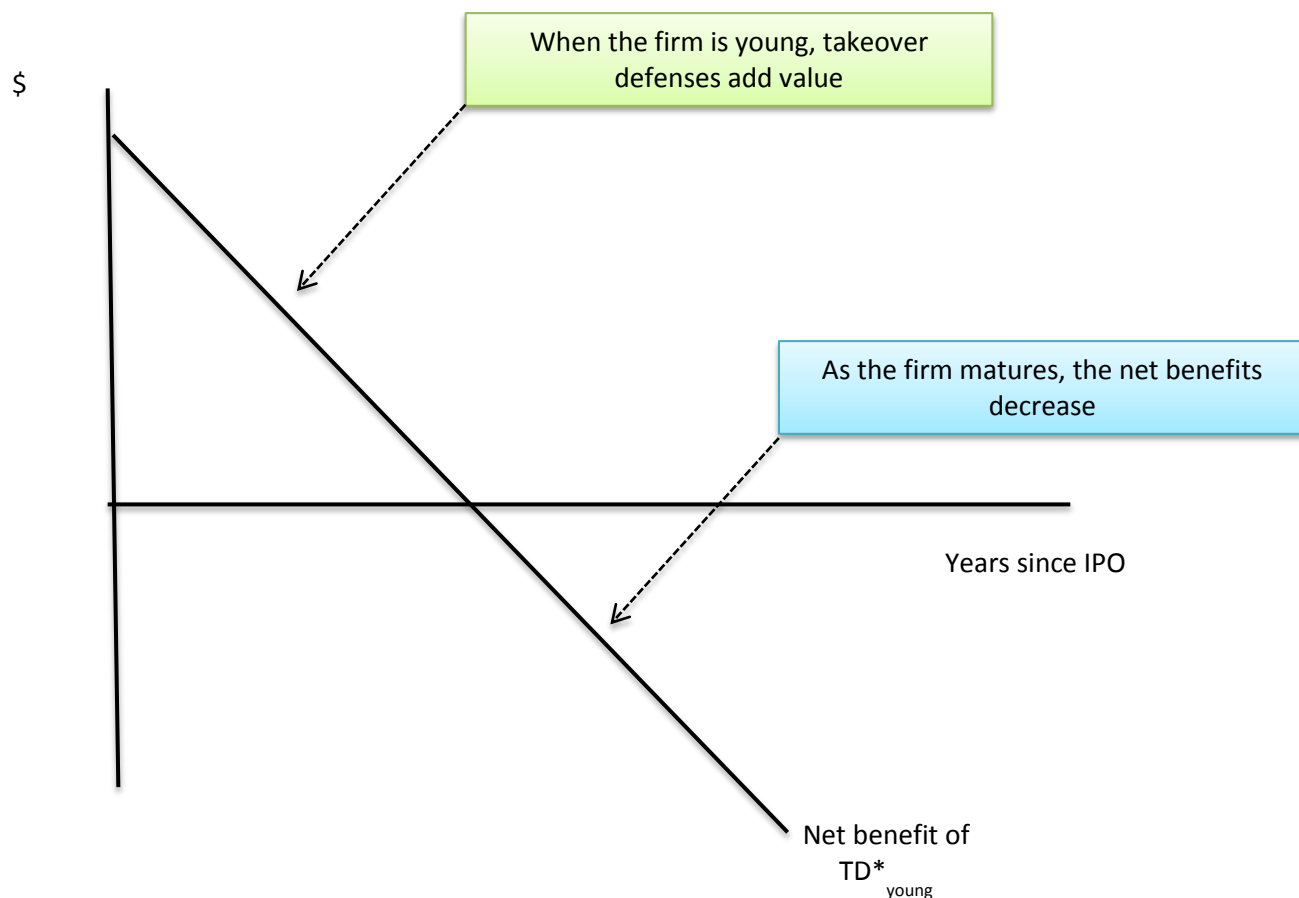 $
When the firm is young, takeover
defenses add value
As the firm matures, the net benefits
decrease
Years since IPO
Net benefit of
TD*young